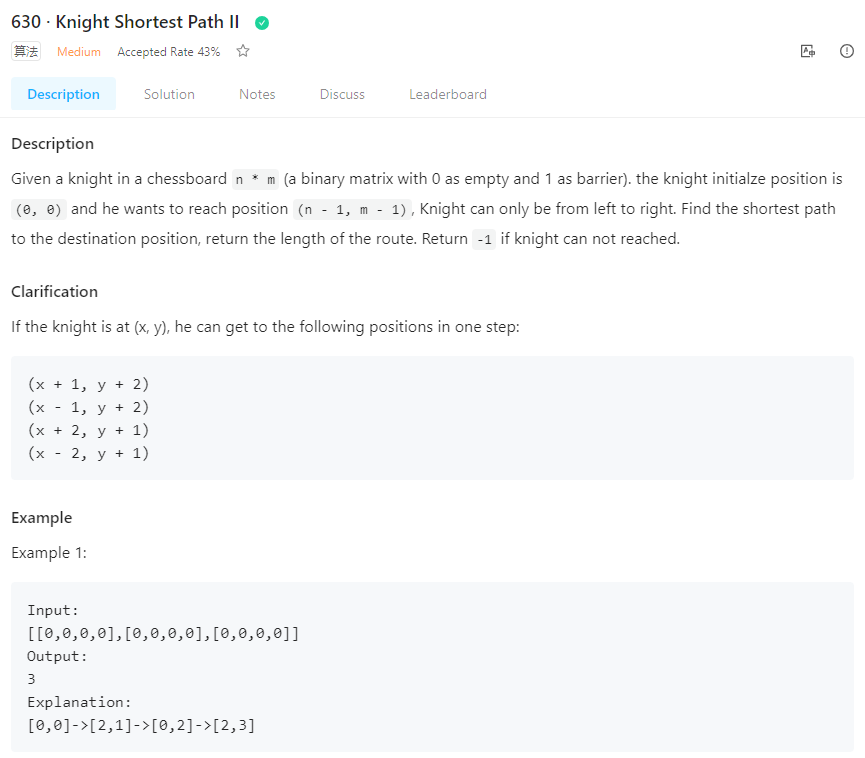 630 · Knight Shortest Path II
算法 Medium Accepted Rate 43%
Description Solution Notes Discuss Leaderboard
Description
Given a knight in a chessboard n * m (a binary matrix with 0 as empty and 1 as barrier). the knight initialze position is
(0, 0) and he wants to reach position (n - 1, m - 1) , Knight can only be from left to right. Find the shortest path
to the destination position, return the length of the route. Return -1 if knight can not reached.
Clarification
If the knight is at (x, y), he can get to the following positions in one step:
(x + 1, y + 2)
(x - 1, y + 2)
(x + 2, y + 1)
(x - 2, y + 1)
Example
Example 1:
Input:
[[0,0,0,0],[0,0,0,0],[0,0,0,0]]
Output:
3
Explanation:
[0,0]->[2,1]->[0,2]->[2,3]